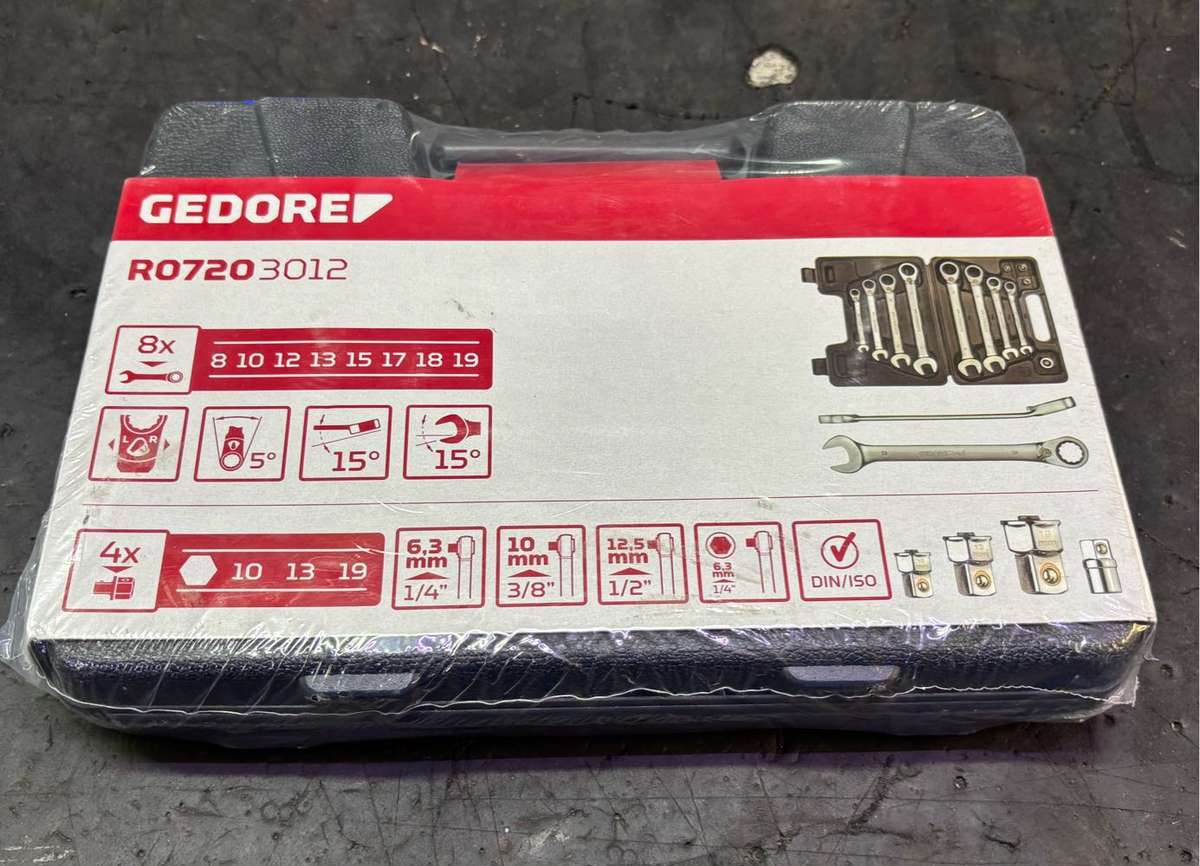 GEDORE
R07203012
8x
8 10 12 13 15 17 18 19
L R
5°
15°
15°
4x
10 13 19
6,3 mm 1/4"
10 mm 3/8"
12,5 mm 1/2"
6.3 mm 1/4"
DIN/ISO